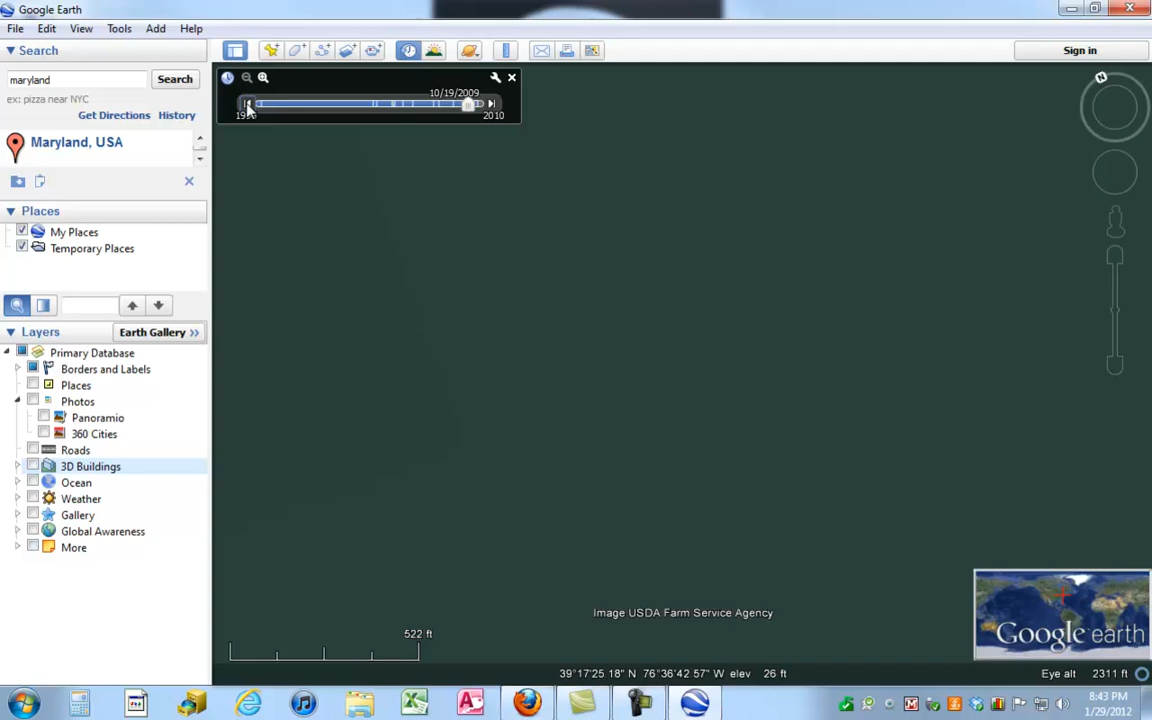 Google Earth
File Edit View Tools Add Help
Search
Sign in
maryland
Search
ex: pizza near NYC
Get Directions History
Maryland, USA
10/19/2009
2010
N
Places
My Places
Temporary Places
Layers
Earth Gallery >>
Primary Database
Borders and Labels
Places
Photos
Panoramio
360 Cities
Roads
3D Buildings
Ocean
Weather
Gallery
Global Awareness
More
Image USDA Farm Service Agency
Google earth
522 ft
39°17'25.18" N 76°36'42.57" W elev 26 ft
Eye alt 2311 ft
8:43 PM
1/29/2012